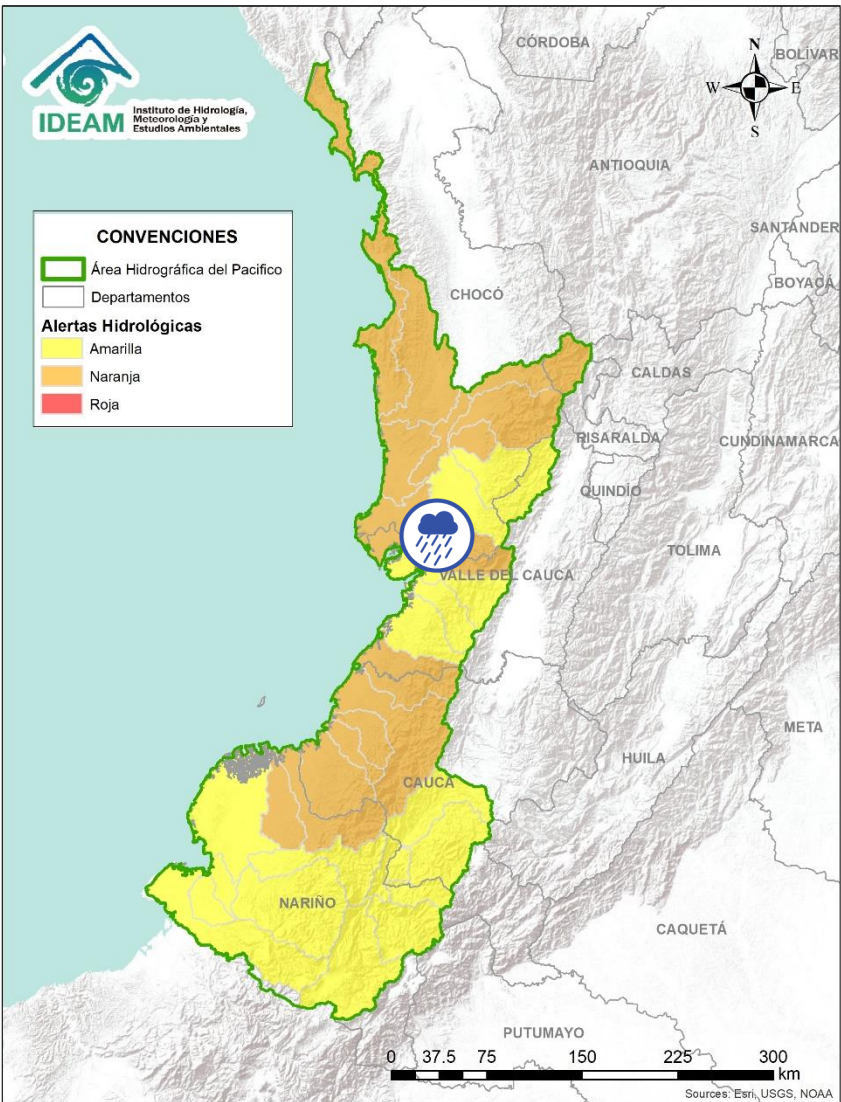 IDEAM
Instituto de Hidrología,
Meteorología y
Estudios Ambientales
N
W
E
S
CONVENCIONES
Área Hidrográfica del Pacifico
Departamentos
Alertas Hidrológicas
Amarilla
Naranja
Roja
CÓRDOBA
BOLÍVAR
ANTIOQUIA
SANTANDER
BOYACÁ
CHOCÓ
CALDAS
RISARALDA
CUNDINAMARCA
QUINDÍO
TOLIMA
VALLE DEL CAUCA
META
HUILA
CAUCA
NARIÑO
CAQUETÁ
PUTUMAYO
0 37.5 75 150 225 300
km
Sources: Esri, USGS, NOAA